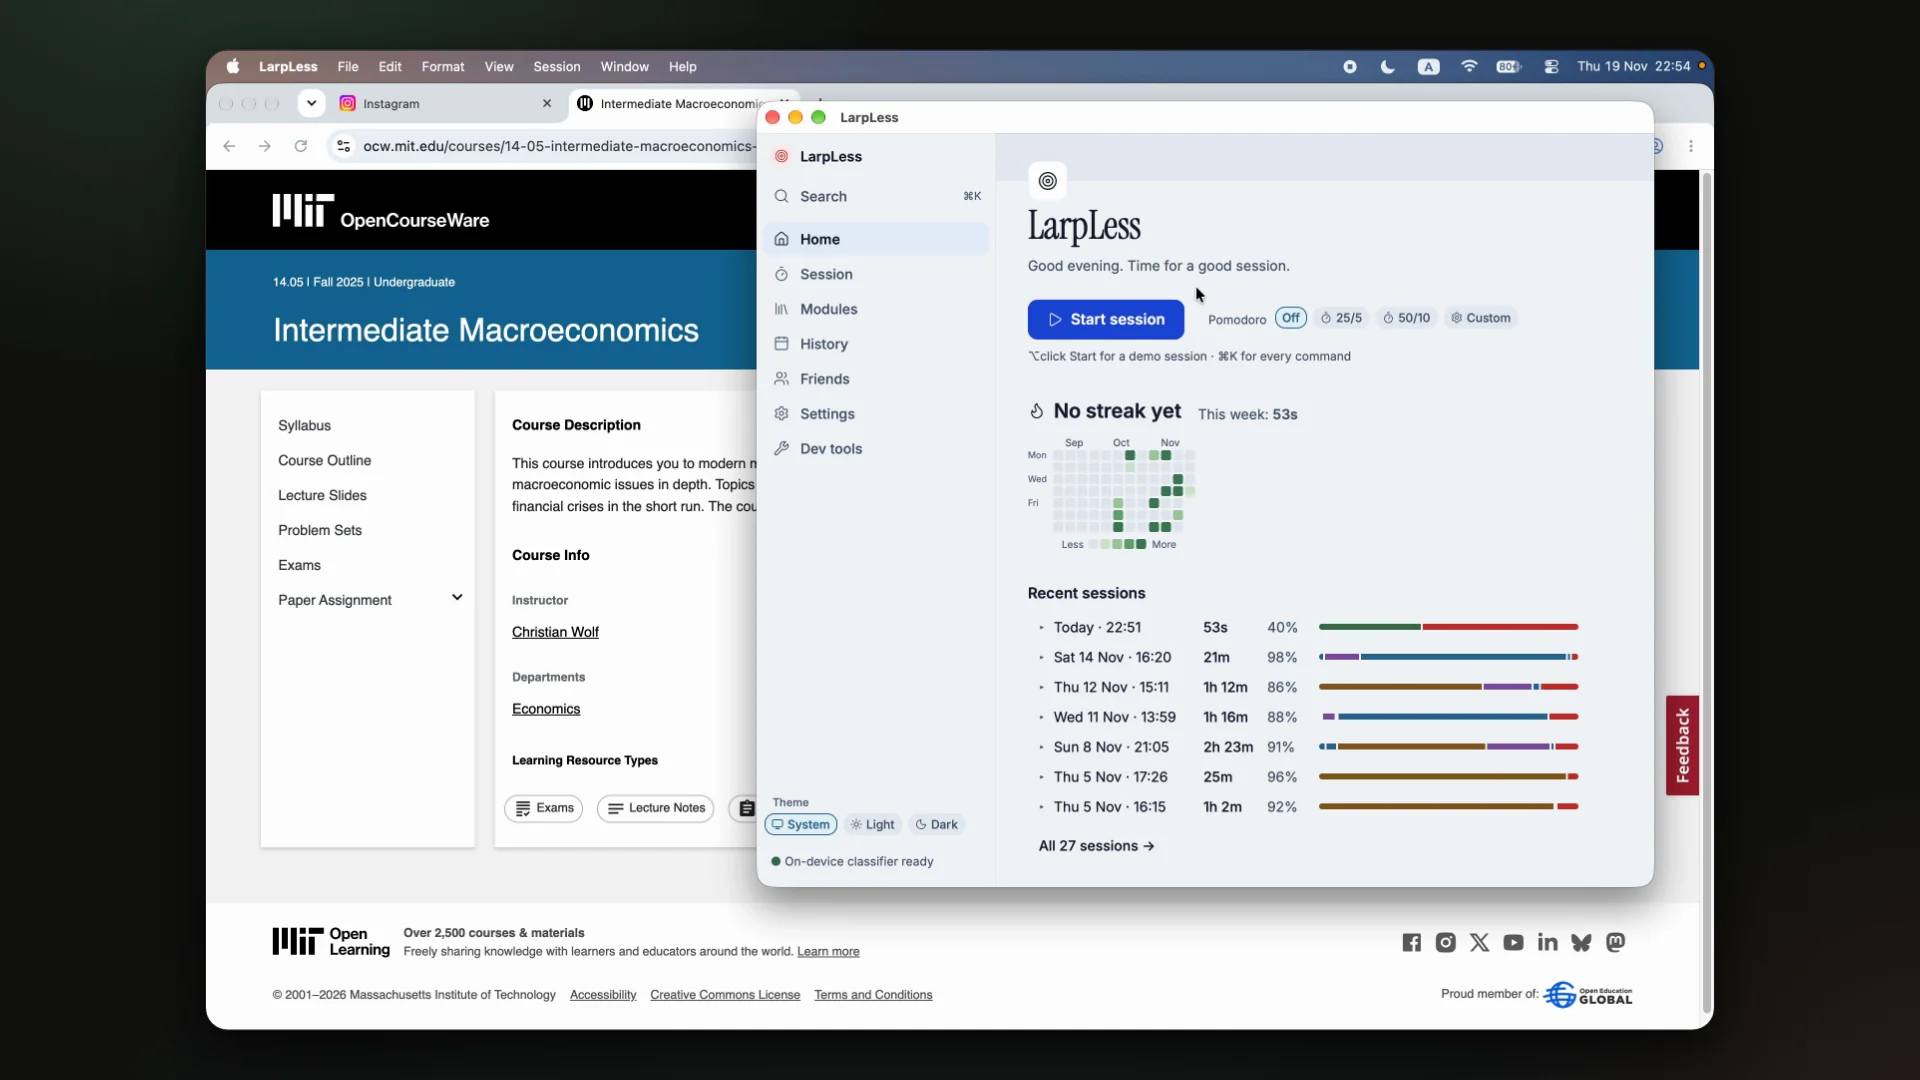 LarpLess File Edit Format View Session Window Help
A 80 Thu 19 Nov 22:54
Instagram
Intermediate Macroeconomic
ocw.mit.edu/courses/14-05-intermediate-macroeconomics-
MIT OpenCourseWare
14.05 | Fall 2025 | Undergraduate
Intermediate Macroeconomics
Syllabus
Course Outline
Lecture Slides
Problem Sets
Exams
Paper Assignment
Course Description
This course introduces you to modern m
macroeconomic issues in depth. Topics
financial crises in the short run. The cou
Course Info
Instructor
Christian Wolf
Departments
Economics
Learning Resource Types
Exams
Lecture Notes
LarpLess
LarpLess
Search ⌘K
Home
Session
Modules
History
Friends
Settings
Dev tools
Theme
System Light Dark
On-device classifier ready
LarpLess
Good evening. Time for a good session.
Start session
Pomodoro Off 25/5 50/10 Custom
⌥click Start for a demo session · ⌘K for every command
No streak yet This week: 53s
Sep Oct Nov
Mon
Wed
Fri
Less More
Recent sessions
Today · 22:51 53s 40%
Sat 14 Nov · 16:20 21m 98%
Thu 12 Nov · 15:11 1h 12m 86%
Wed 11 Nov · 13:59 1h 16m 88%
Sun 8 Nov · 21:05 2h 23m 91%
Thu 5 Nov · 17:26 25m 96%
Thu 5 Nov · 16:15 1h 2m 92%
All 27 sessions →
Feedback
MIT Open Learning
Over 2,500 courses & materials
Freely sharing knowledge with learners and educators around the world. Learn more
© 2001–2026 Massachusetts Institute of Technology Accessibility Creative Commons License Terms and Conditions
Proud member of: Open Education GLOBAL